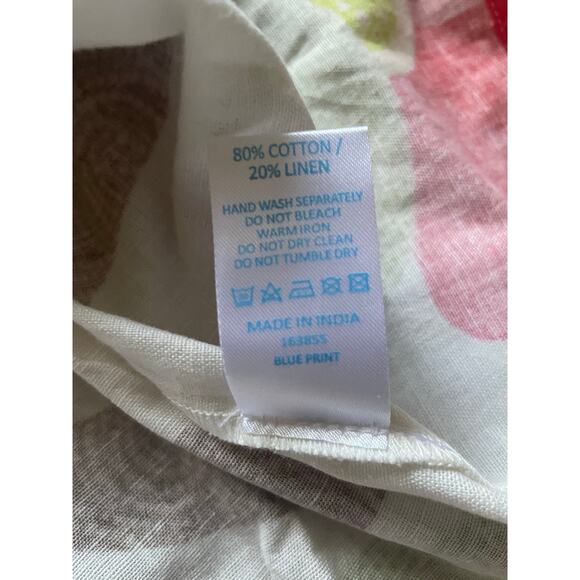 80% COTTON /
20% LINEN
HAND WASH SEPARATELY
DO NOT BLEACH
WARM IRON
DO NOT DRY CLEAN
DO NOT TUMBLE DRY
MADE IN INDIA
163855
BLUE PRINT